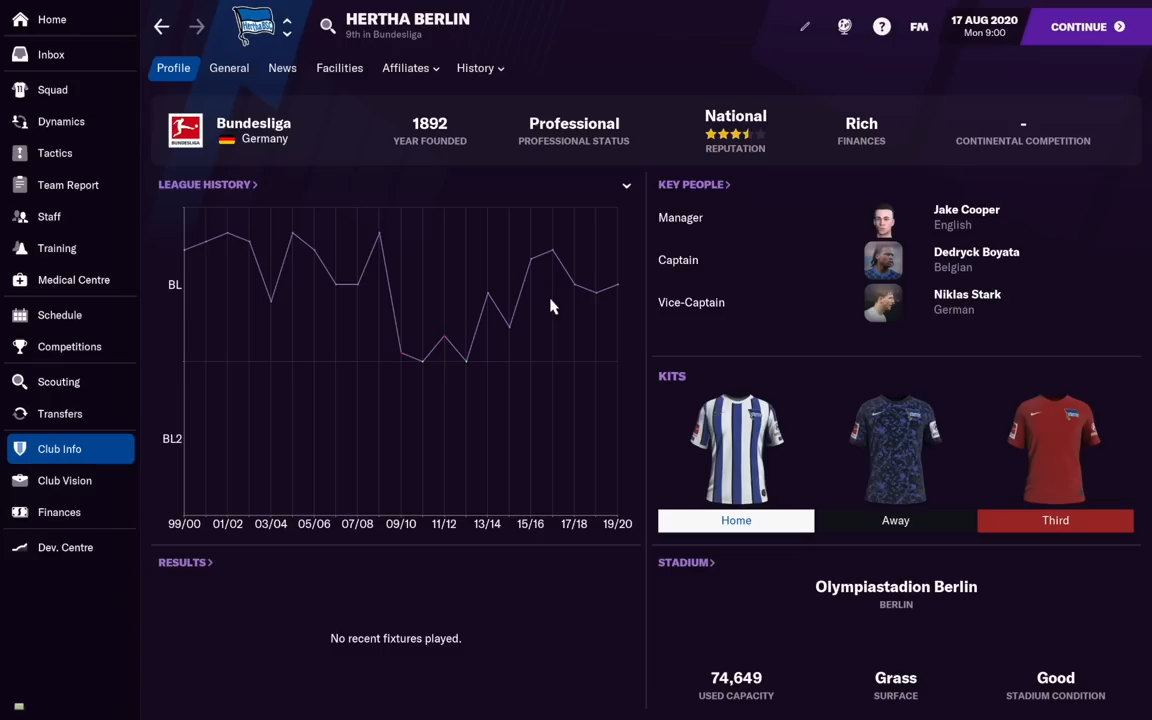 Home
Inbox
Squad
Dynamics
Tactics
Team Report
Staff
Training
Medical Centre
Schedule
Competitions
Scouting
Transfers
Club Info
Club Vision
Finances
Dev. Centre
HERTHA BERLIN
9th in Bundesliga
FM
17 AUG 2020
Mon 9:00
CONTINUE
Profile
General
News
Facilities
Affiliates
History
BUNDESLIGA
Bundesliga
Germany
1892
YEAR FOUNDED
Professional
PROFESSIONAL STATUS
National
REPUTATION
Rich
FINANCES
-
CONTINENTAL COMPETITION
LEAGUE HISTORY >
BL
BL2
99/00 01/02 03/04 05/06 07/08 09/10 11/12 13/14 15/16 17/18 19/20
RESULTS >
No recent fixtures played.
KEY PEOPLE >
Manager
Jake Cooper
English
Captain
Dedryck Boyata
Belgian
Vice-Captain
Niklas Stark
German
KITS
Home
Away
Third
STADIUM >
Olympiastadion Berlin
BERLIN
74,649
USED CAPACITY
Grass
SURFACE
Good
STADIUM CONDITION